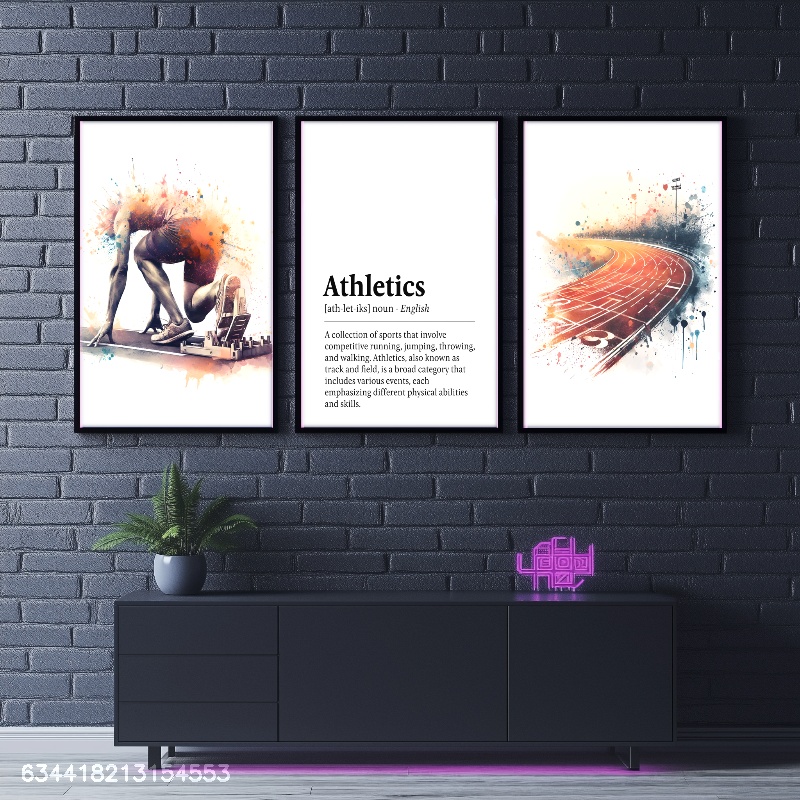 Athletics
[ath·let·iks] noun - English
A collection of sports that involve
competitive running, jumping, throwing,
and walking. Athletics, also known as
track and field, is a broad category that
includes various events, each
emphasizing different physical abilities
and skills.
3
634418213154553